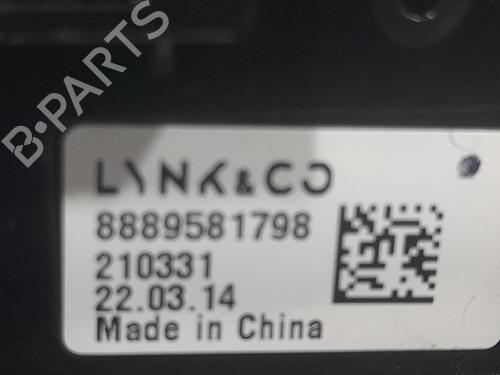 B-PARTS
LYNK&CO
8889581798
210331
22.03.14
Made in China